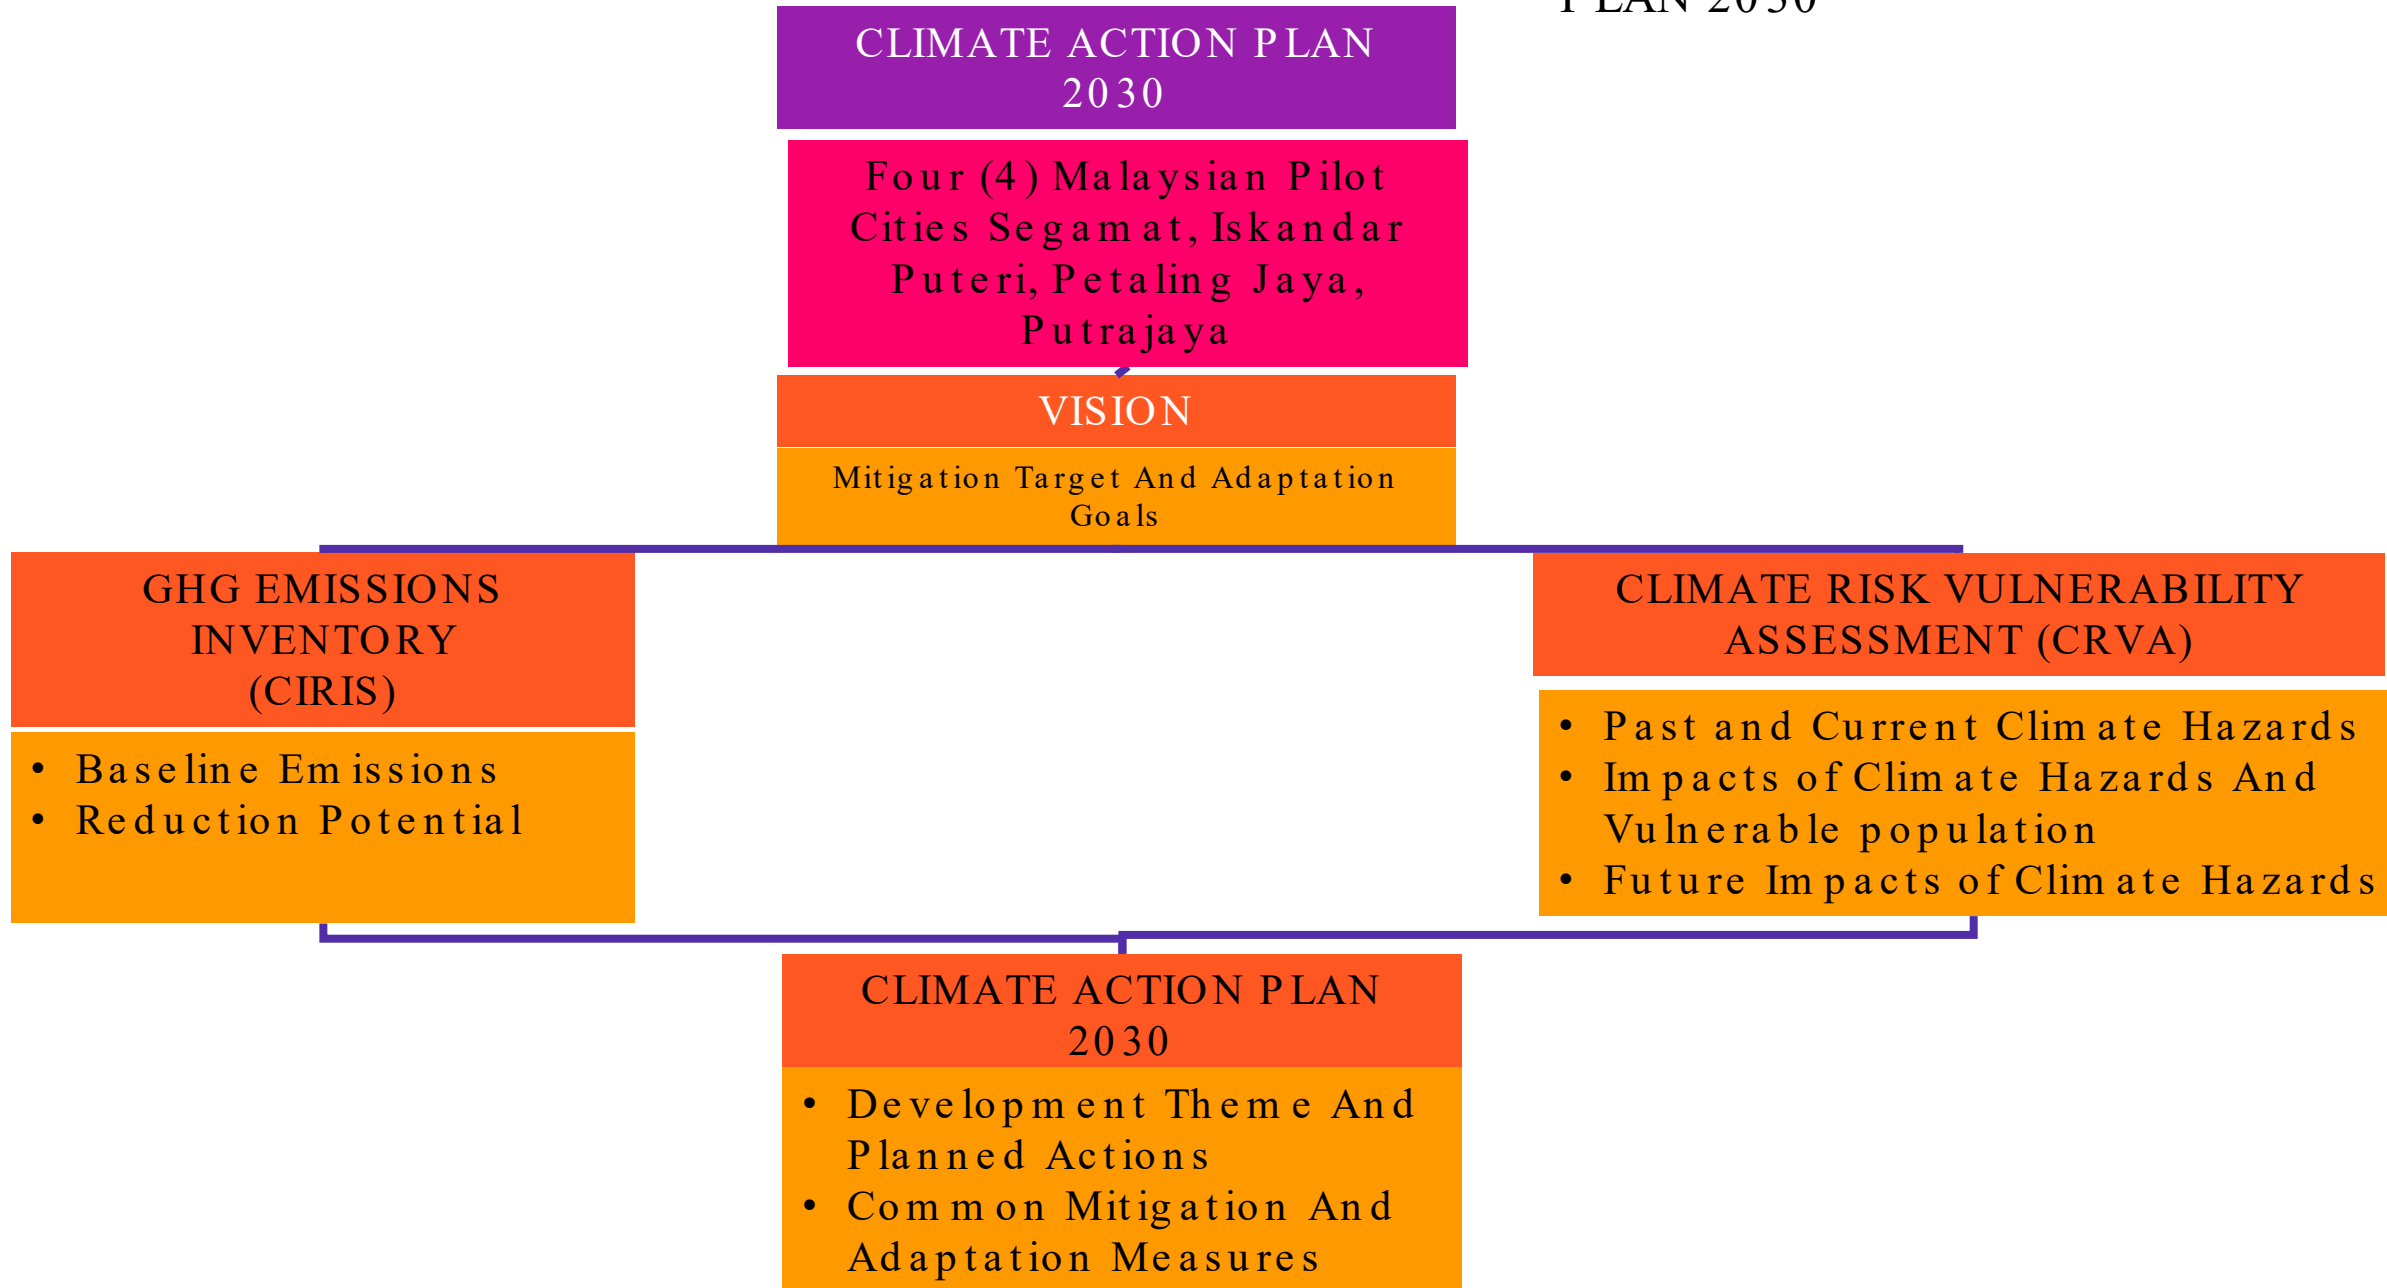 PLAN 2030
CLIMATE ACTION PLAN
2030
Four (4) Malaysian Pilot
Cities Segamat, Iskandar
Puteri, Petaling Jaya,
Putrajaya
VISION
Mitigation Target And Adaptation
Goals
GHG EMISSIONS
INVENTORY
(CIRIS)
• Baseline Emissions
• Reduction Potential
CLIMATE RISK VULNERABILITY
ASSESSMENT (CRVA)
• Past and Current Climate Hazards
• Impacts of Climate Hazards And
Vulnerable population
• Future Impacts of Climate Hazards
CLIMATE ACTION PLAN
2030
• Development Theme And
Planned Actions
• Common Mitigation And
Adaptation Measures